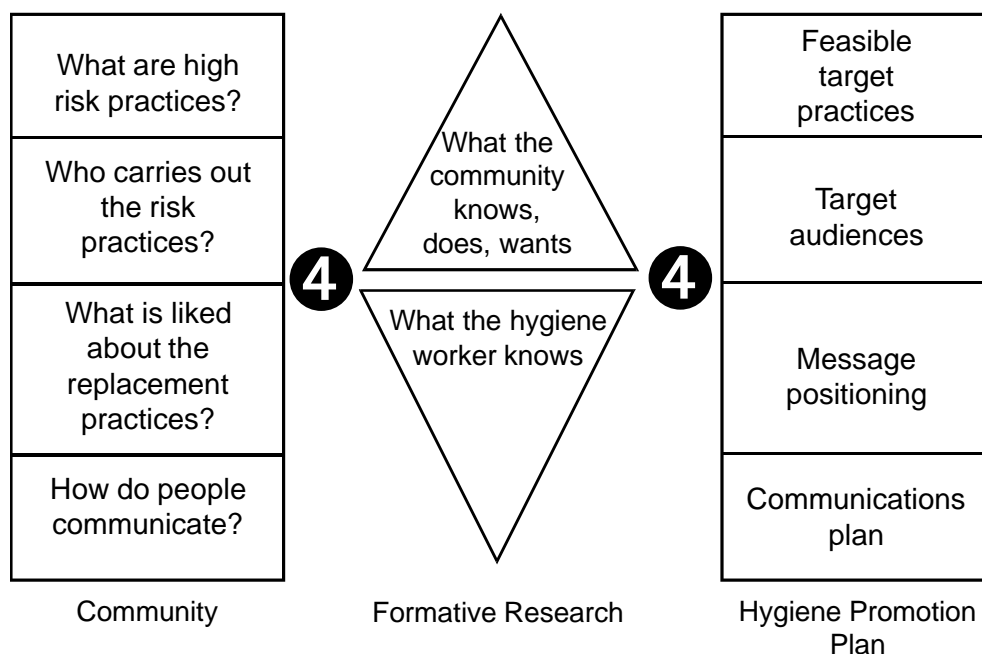 What are high
risk practices?
Who carries out
the risk
practices?
What is liked
about the
replacement
practices?
How do people
communicate?
Community
4
What the
community
knows,
does, wants
What the hygiene
worker knows
Formative Research
4
Feasible
target
practices
Target
audiences
Message
positioning
Communications
plan
Hygiene Promotion
Plan